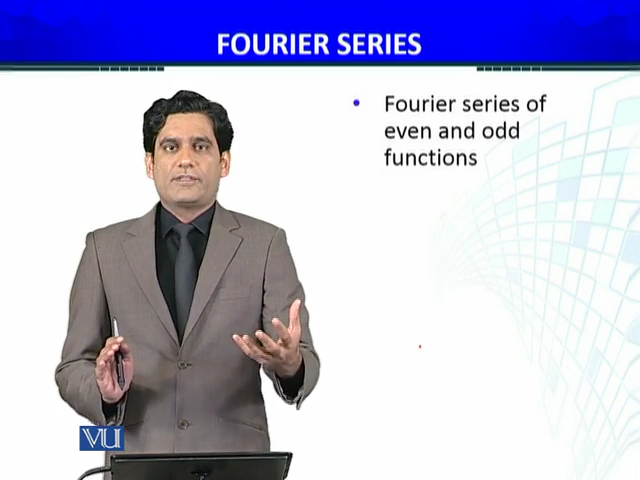 FOURIER SERIES
• Fourier series of
even and odd
functions
VU